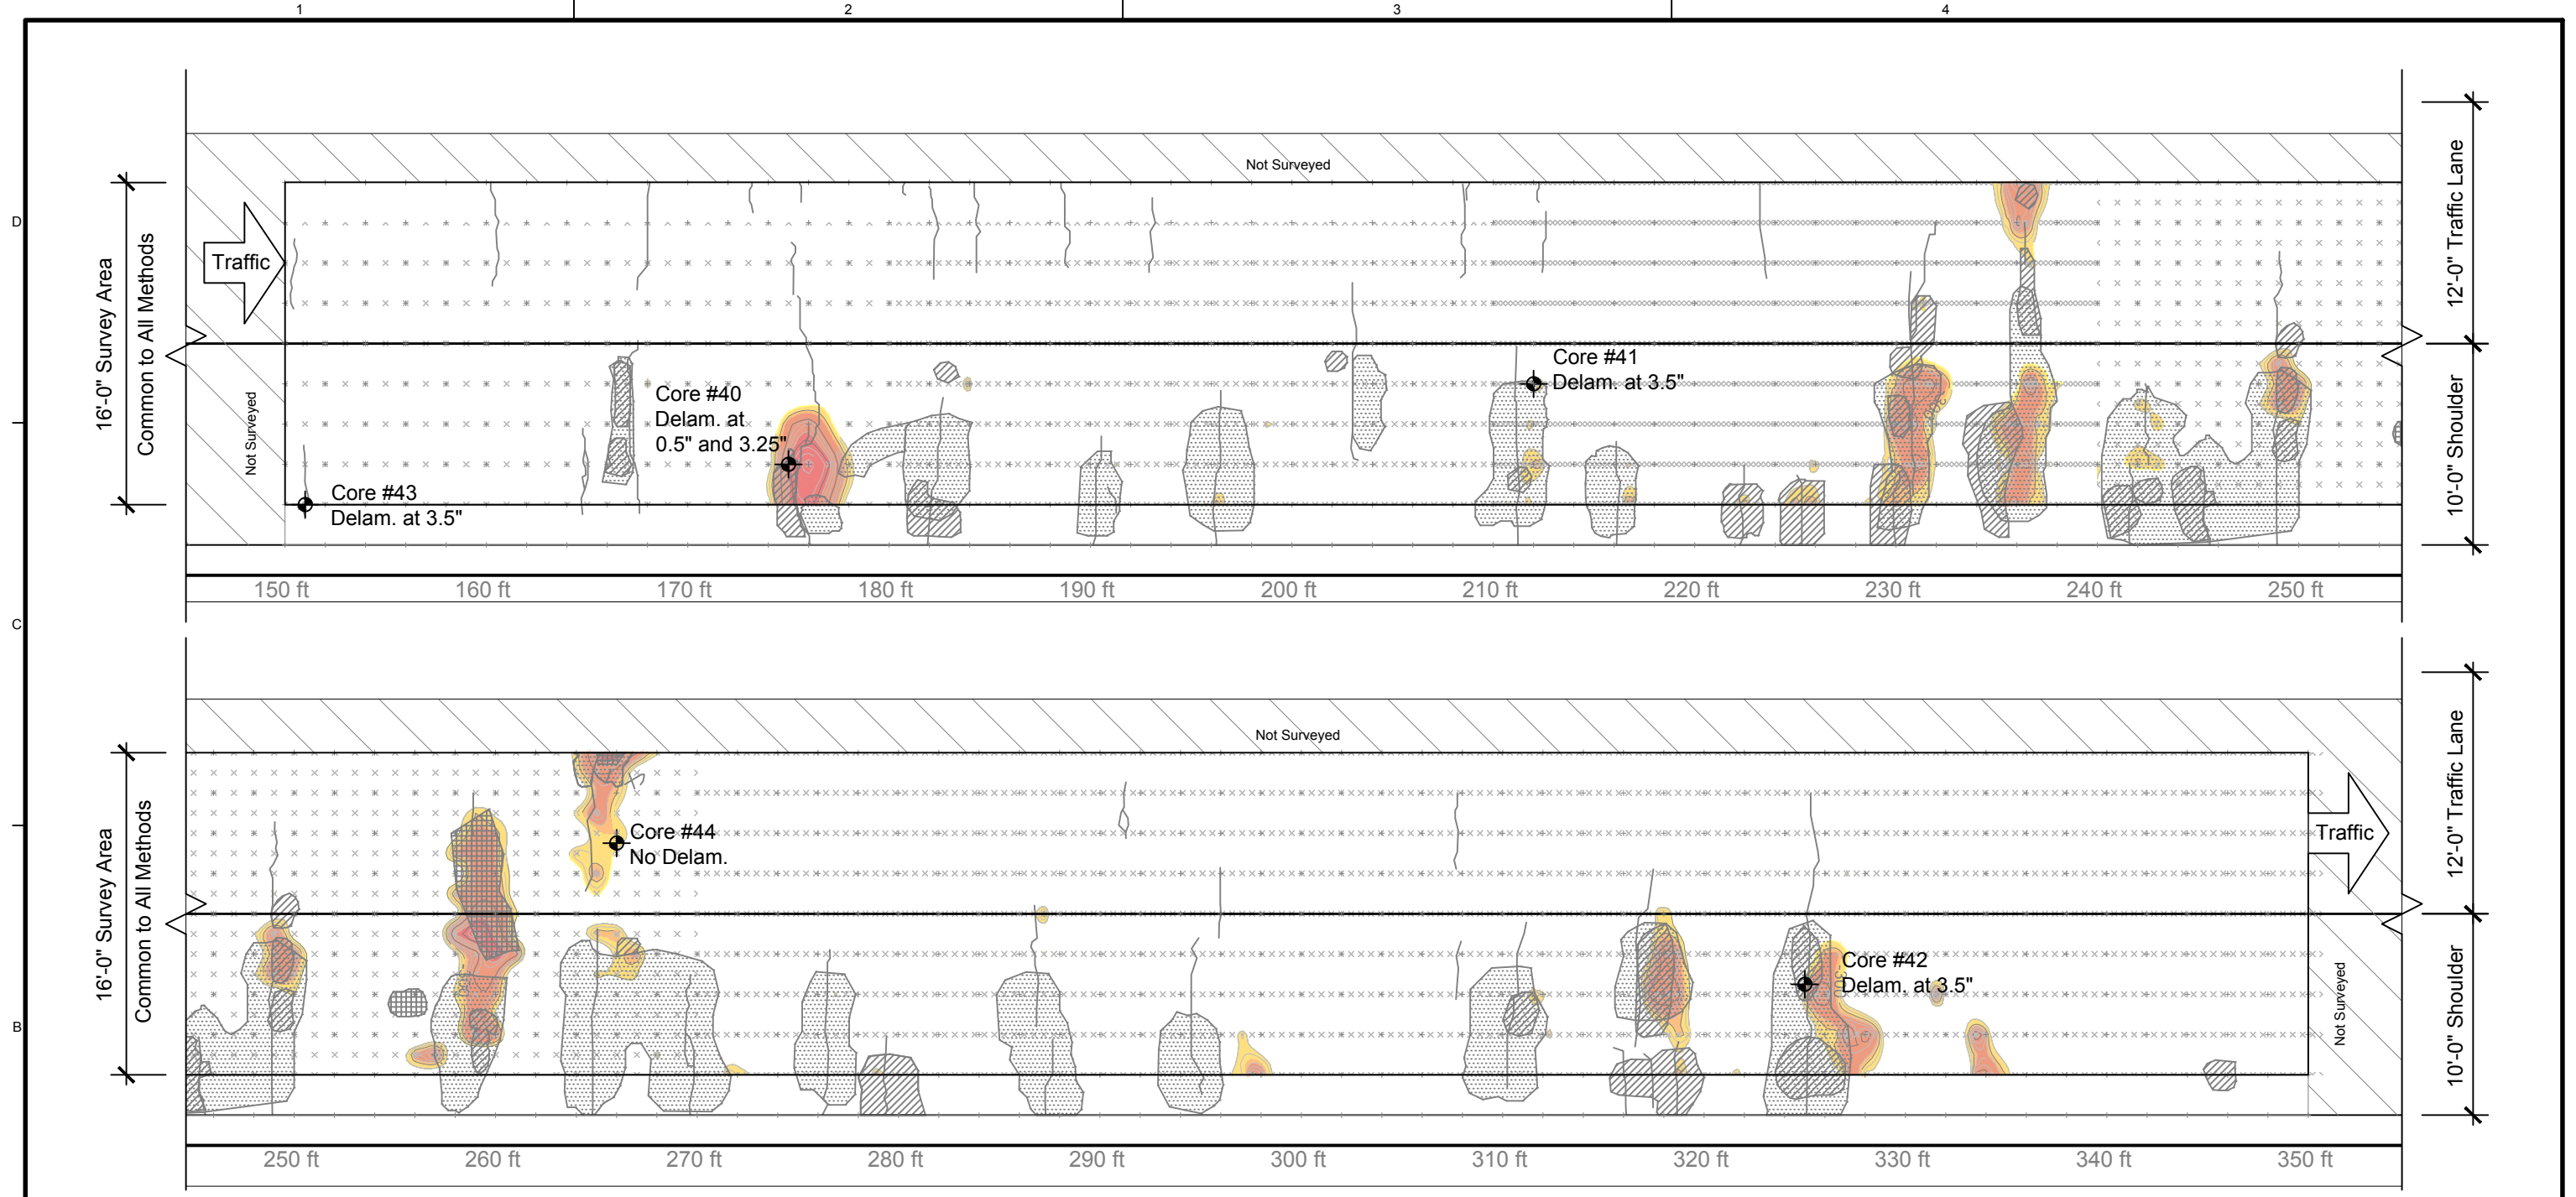 1 2 3 4
D
C
B
16'-0" Survey Area
Common to All Methods
Traffic
Not Surveyed
Not Surveyed
Core #43
Delam. at 3.5"
Core #40
Delam. at
0.5" and 3.25"
Core #41
Delam. at 3.5"
12'-0" Traffic Lane
10'-0" Shoulder
150 ft 160 ft 170 ft 180 ft 190 ft 200 ft 210 ft 220 ft 230 ft 240 ft 250 ft
16'-0" Survey Area
Common to All Methods
Not Surveyed
Core #44
No Delam.
Core #42
Delam. at 3.5"
Traffic
Not Surveyed
12'-0" Traffic Lane
10'-0" Shoulder
250 ft 260 ft 270 ft 280 ft 290 ft 300 ft 310 ft 320 ft 330 ft 340 ft 350 ft